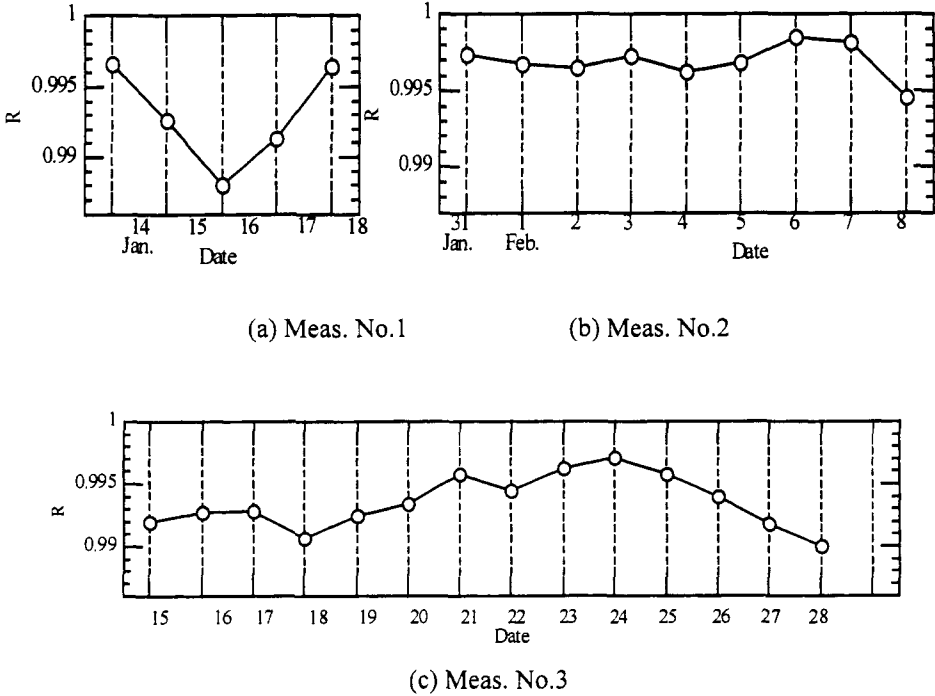 1
0.995
0.99
R
14 15 16 17 18
Jan.
Date
1
0.995
0.99
R
31 1 2 3 4 5 6 7 8
Jan. Feb.
Date
(a) Meas. No.1
(b) Meas. No.2
1
0.995
0.99
R
15 16 17 18 19 20 21 22 23 24 25 26 27 28
Date
(c) Meas. No.3